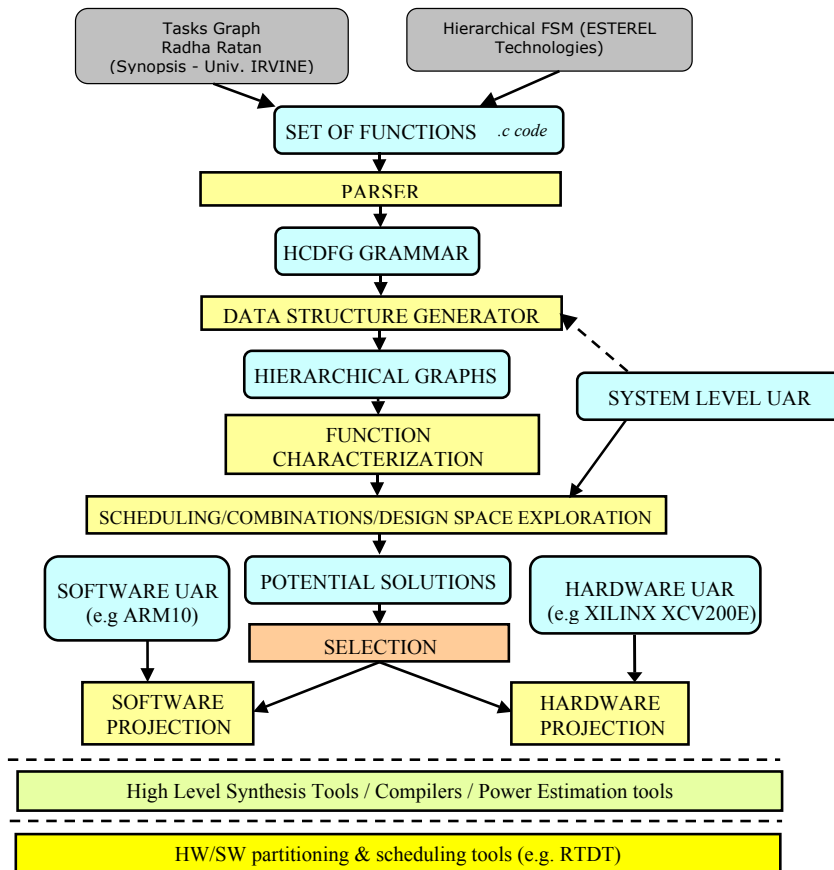 Tasks Graph
Radha Ratan
(Synopsis - Univ. IRVINE)
Hierarchical FSM (ESTEREL
Technologies)
SET OF FUNCTIONS .c code
PARSER
HCDFG GRAMMAR
DATA STRUCTURE GENERATOR
HIERARCHICAL GRAPHS
SYSTEM LEVEL UAR
FUNCTION
CHARACTERIZATION
SCHEDULING/COMBINATIONS/DESIGN SPACE EXPLORATION
SOFTWARE UAR
(e.g ARM10)
POTENTIAL SOLUTIONS
HARDWARE UAR
(e.g XILINX XCV200E)
SELECTION
SOFTWARE
PROJECTION
HARDWARE
PROJECTION
High Level Synthesis Tools / Compilers / Power Estimation tools
HW/SW partitioning & scheduling tools (e.g. RTDT)